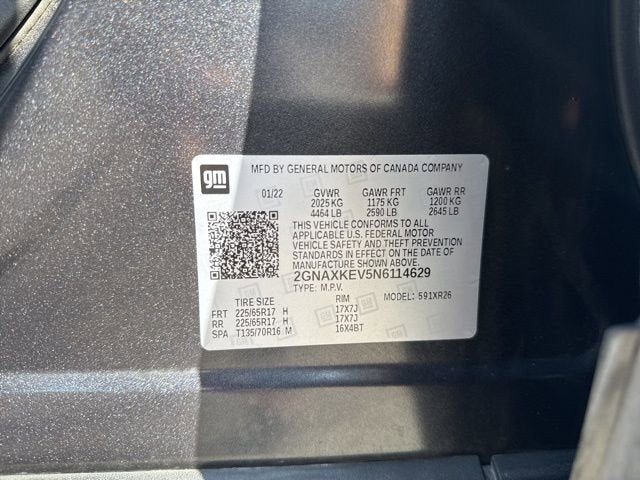 MFD BY GENERAL MOTORS OF CANADA COMPANY
gm
01/22 GVWR GAWR FRT GAWR RR
2025 KG 1175 KG 1200 KG
4464 LB 2590 LB 2645 LB
THIS VEHICLE CONFORMS TO ALL
APPLICABLE U.S. FEDERAL MOTOR
VEHICLE SAFETY AND THEFT PREVENTION
STANDARDS IN EFFECT ON THE DATE OF
MANUFACTURE SHOWN ABOVE.
2GNAXKEV5N6114629
TYPE: M.P.V. MODEL: 591XR26
TIRE SIZE RIM
FRT 225/65R17 H 17X7J
RR 225/65R17 H 17X7J
SPA T135/70R16 M 16X4BT